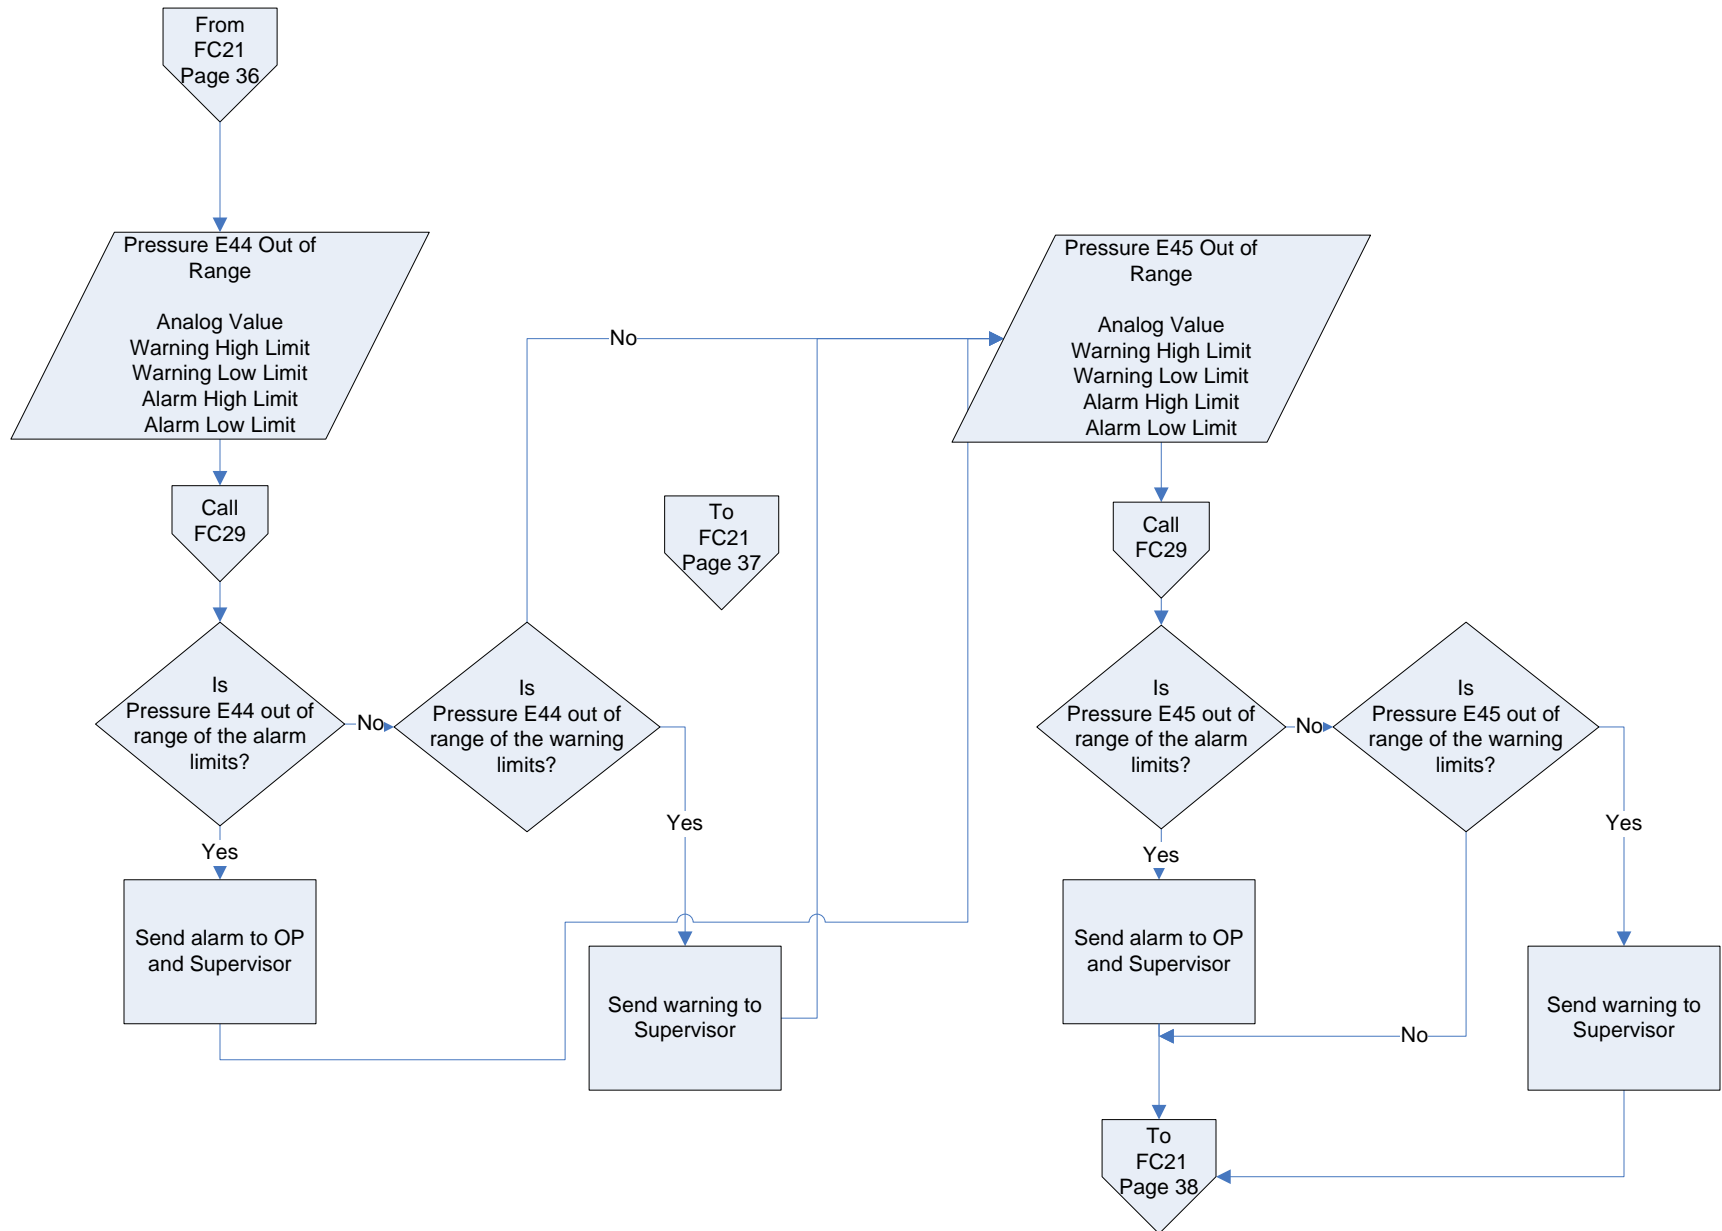 From
FC21
Page 36
Pressure E44 Out of
Range
Analog Value
Warning High Limit
Warning Low Limit
Alarm High Limit
Alarm Low Limit
Call
FC29
Is
Pressure E44 out of
range of the alarm
limits?
No
Is
Pressure E44 out of
range of the warning
limits?
No
Yes
Send alarm to OP
and Supervisor
Yes
Send warning to
Supervisor
To
FC21
Page 37
Pressure E45 Out of
Range
Analog Value
Warning High Limit
Warning Low Limit
Alarm High Limit
Alarm Low Limit
Call
FC29
Is
Pressure E45 out of
range of the alarm
limits?
No
Is
Pressure E45 out of
range of the warning
limits?
Yes
Yes
Send alarm to OP
and Supervisor
No
Send warning to
Supervisor
To
FC21
Page 38